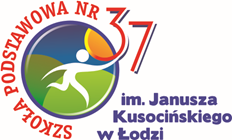 SZKOŁA PODSTAWOWA NR 37
im. Janusza
Kusocińskiego
w Łodzi